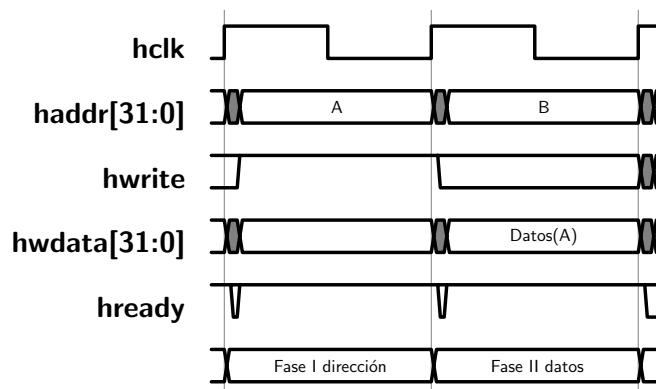 hclk
haddr[31:0] A B
hwrite
hwdata[31:0] Datos(A)
hready
Fase I dirección Fase II datos